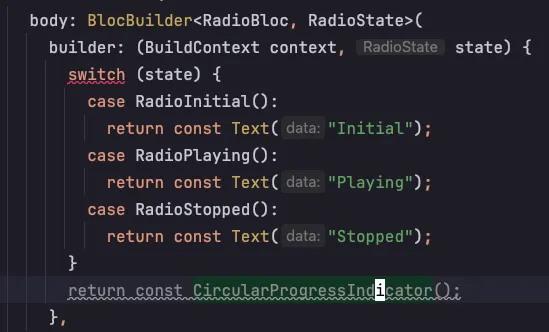 body: BlocBuilder<RadioBloc, RadioState>(
builder: (BuildContext context, RadioState state) {
switch (state) {
case RadioInitial():
return const Text(data: "Initial");
case RadioPlaying():
return const Text(data: "Playing");
case RadioStopped():
return const Text(data: "Stopped");
}
return const CircularProgressIndicator();
},